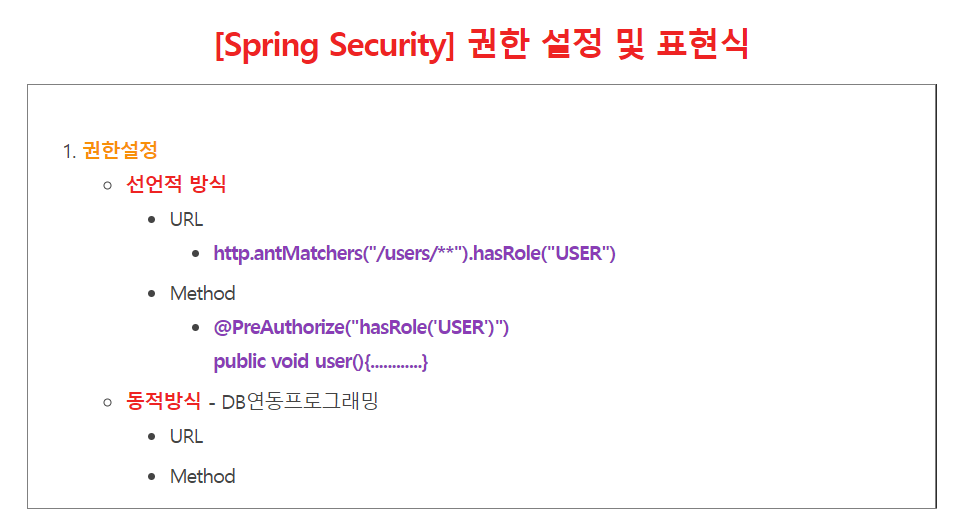 [Spring Security] 권한 설정 및 표현식
1. 권한설정
선언적 방식
URL
http.antMatchers("/users/**").hasRole("USER")
Method
@PreAuthorize("hasRole('USER')")
public void user(){............}
동적방식 - DB연동프로그래밍
URL
Method